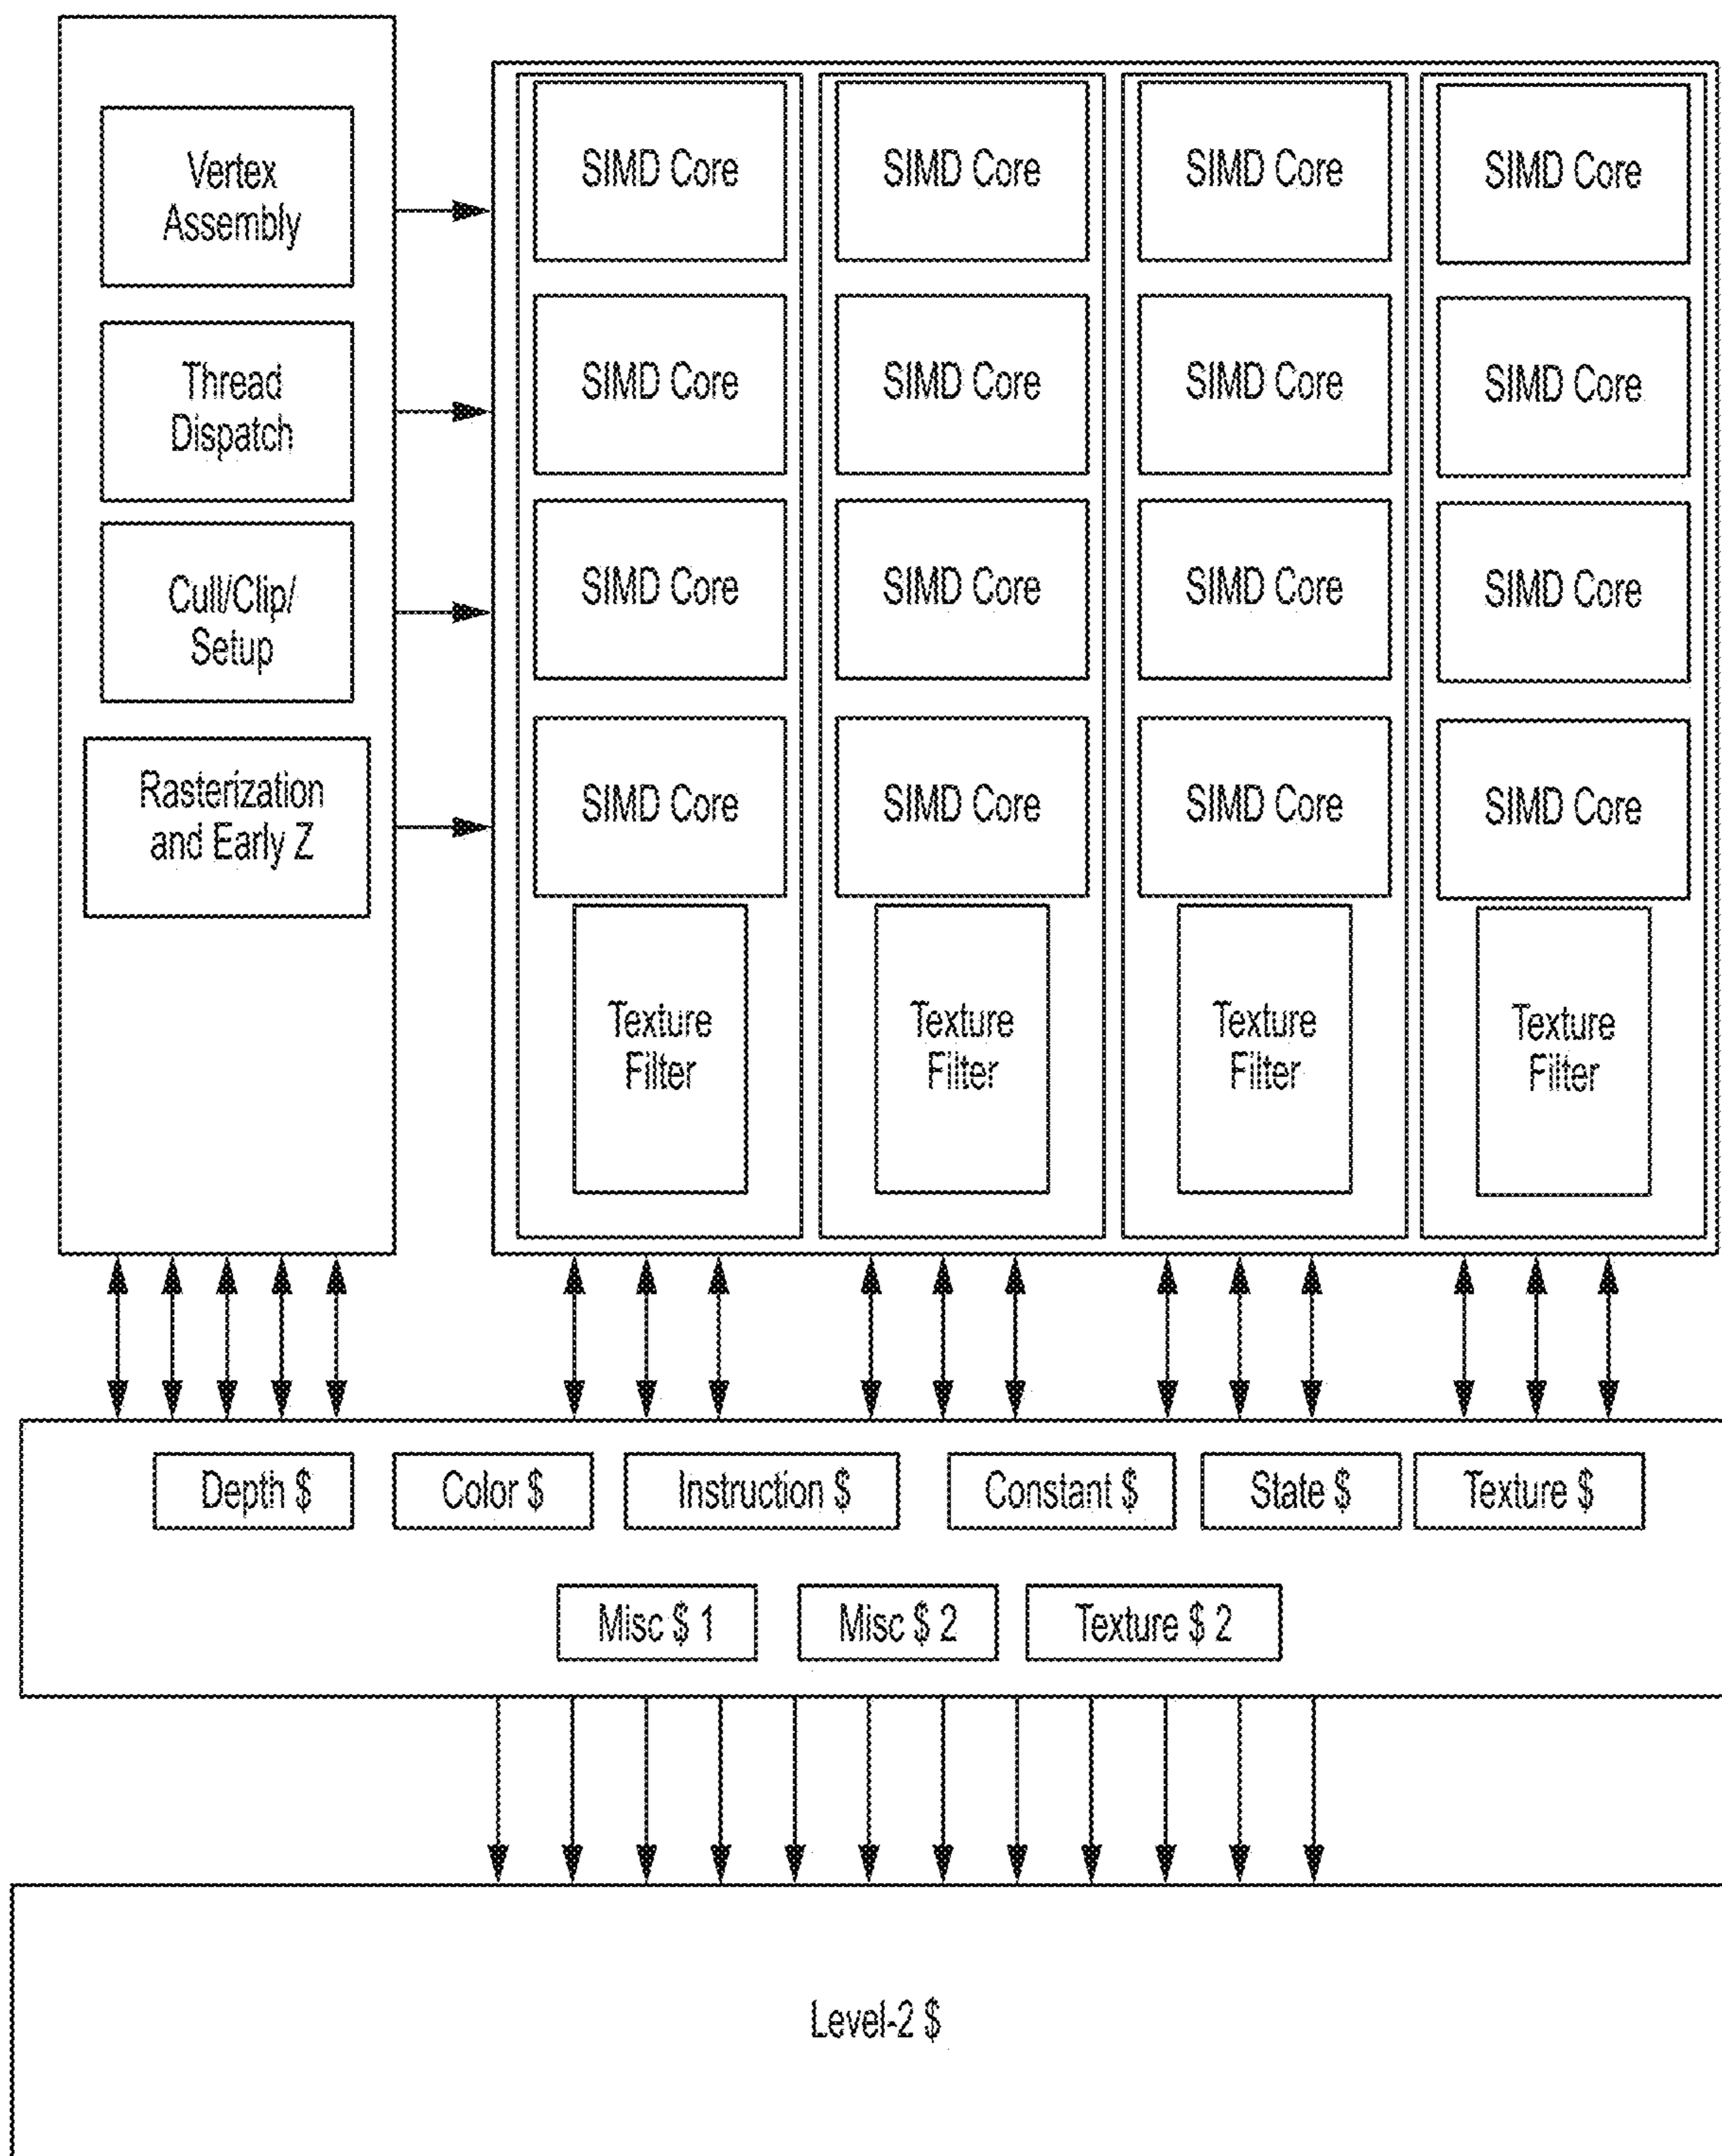 Vertex
Assembly
SIMD Core
SIMD Core
SIMD Core
SIMD Core
Thread
Dispatch
SIMD Core
SIMD Core
SIMD Core
SIMD Core
Cull/Clip/
Setup
SIMD Core
SIMD Core
SIMD Core
SIMD Core
Rasterization
and Early Z
SIMD Core
SIMD Core
SIMD Core
SIMD Core
Texture
Filter
Texture
Filter
Texture
Filter
Texture
Filter
Depth $
Color $
Instruction $
Constant $
State $
Texture $
Misc $ 1
Misc $ 2
Texture $ 2
Level-2 $